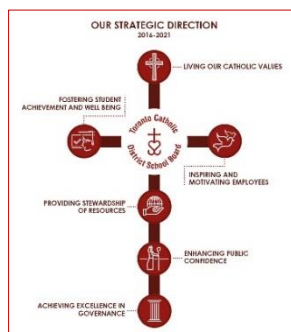 OUR STRATEGIC DIRECTION
2016-2021
LIVING OUR CATHOLIC VALUES
FOSTERING STUDENT
ACHIEVEMENT AND WELL BEING
Toronto Catholic
District School Board
INSPIRING AND
MOTIVATING EMPLOYEES
PROVIDING STEWARDSHIP
OF RESOURCES
ENHANCING PUBLIC
CONFIDENCE
ACHIEVING EXCELLENCE IN
GOVERNANCE